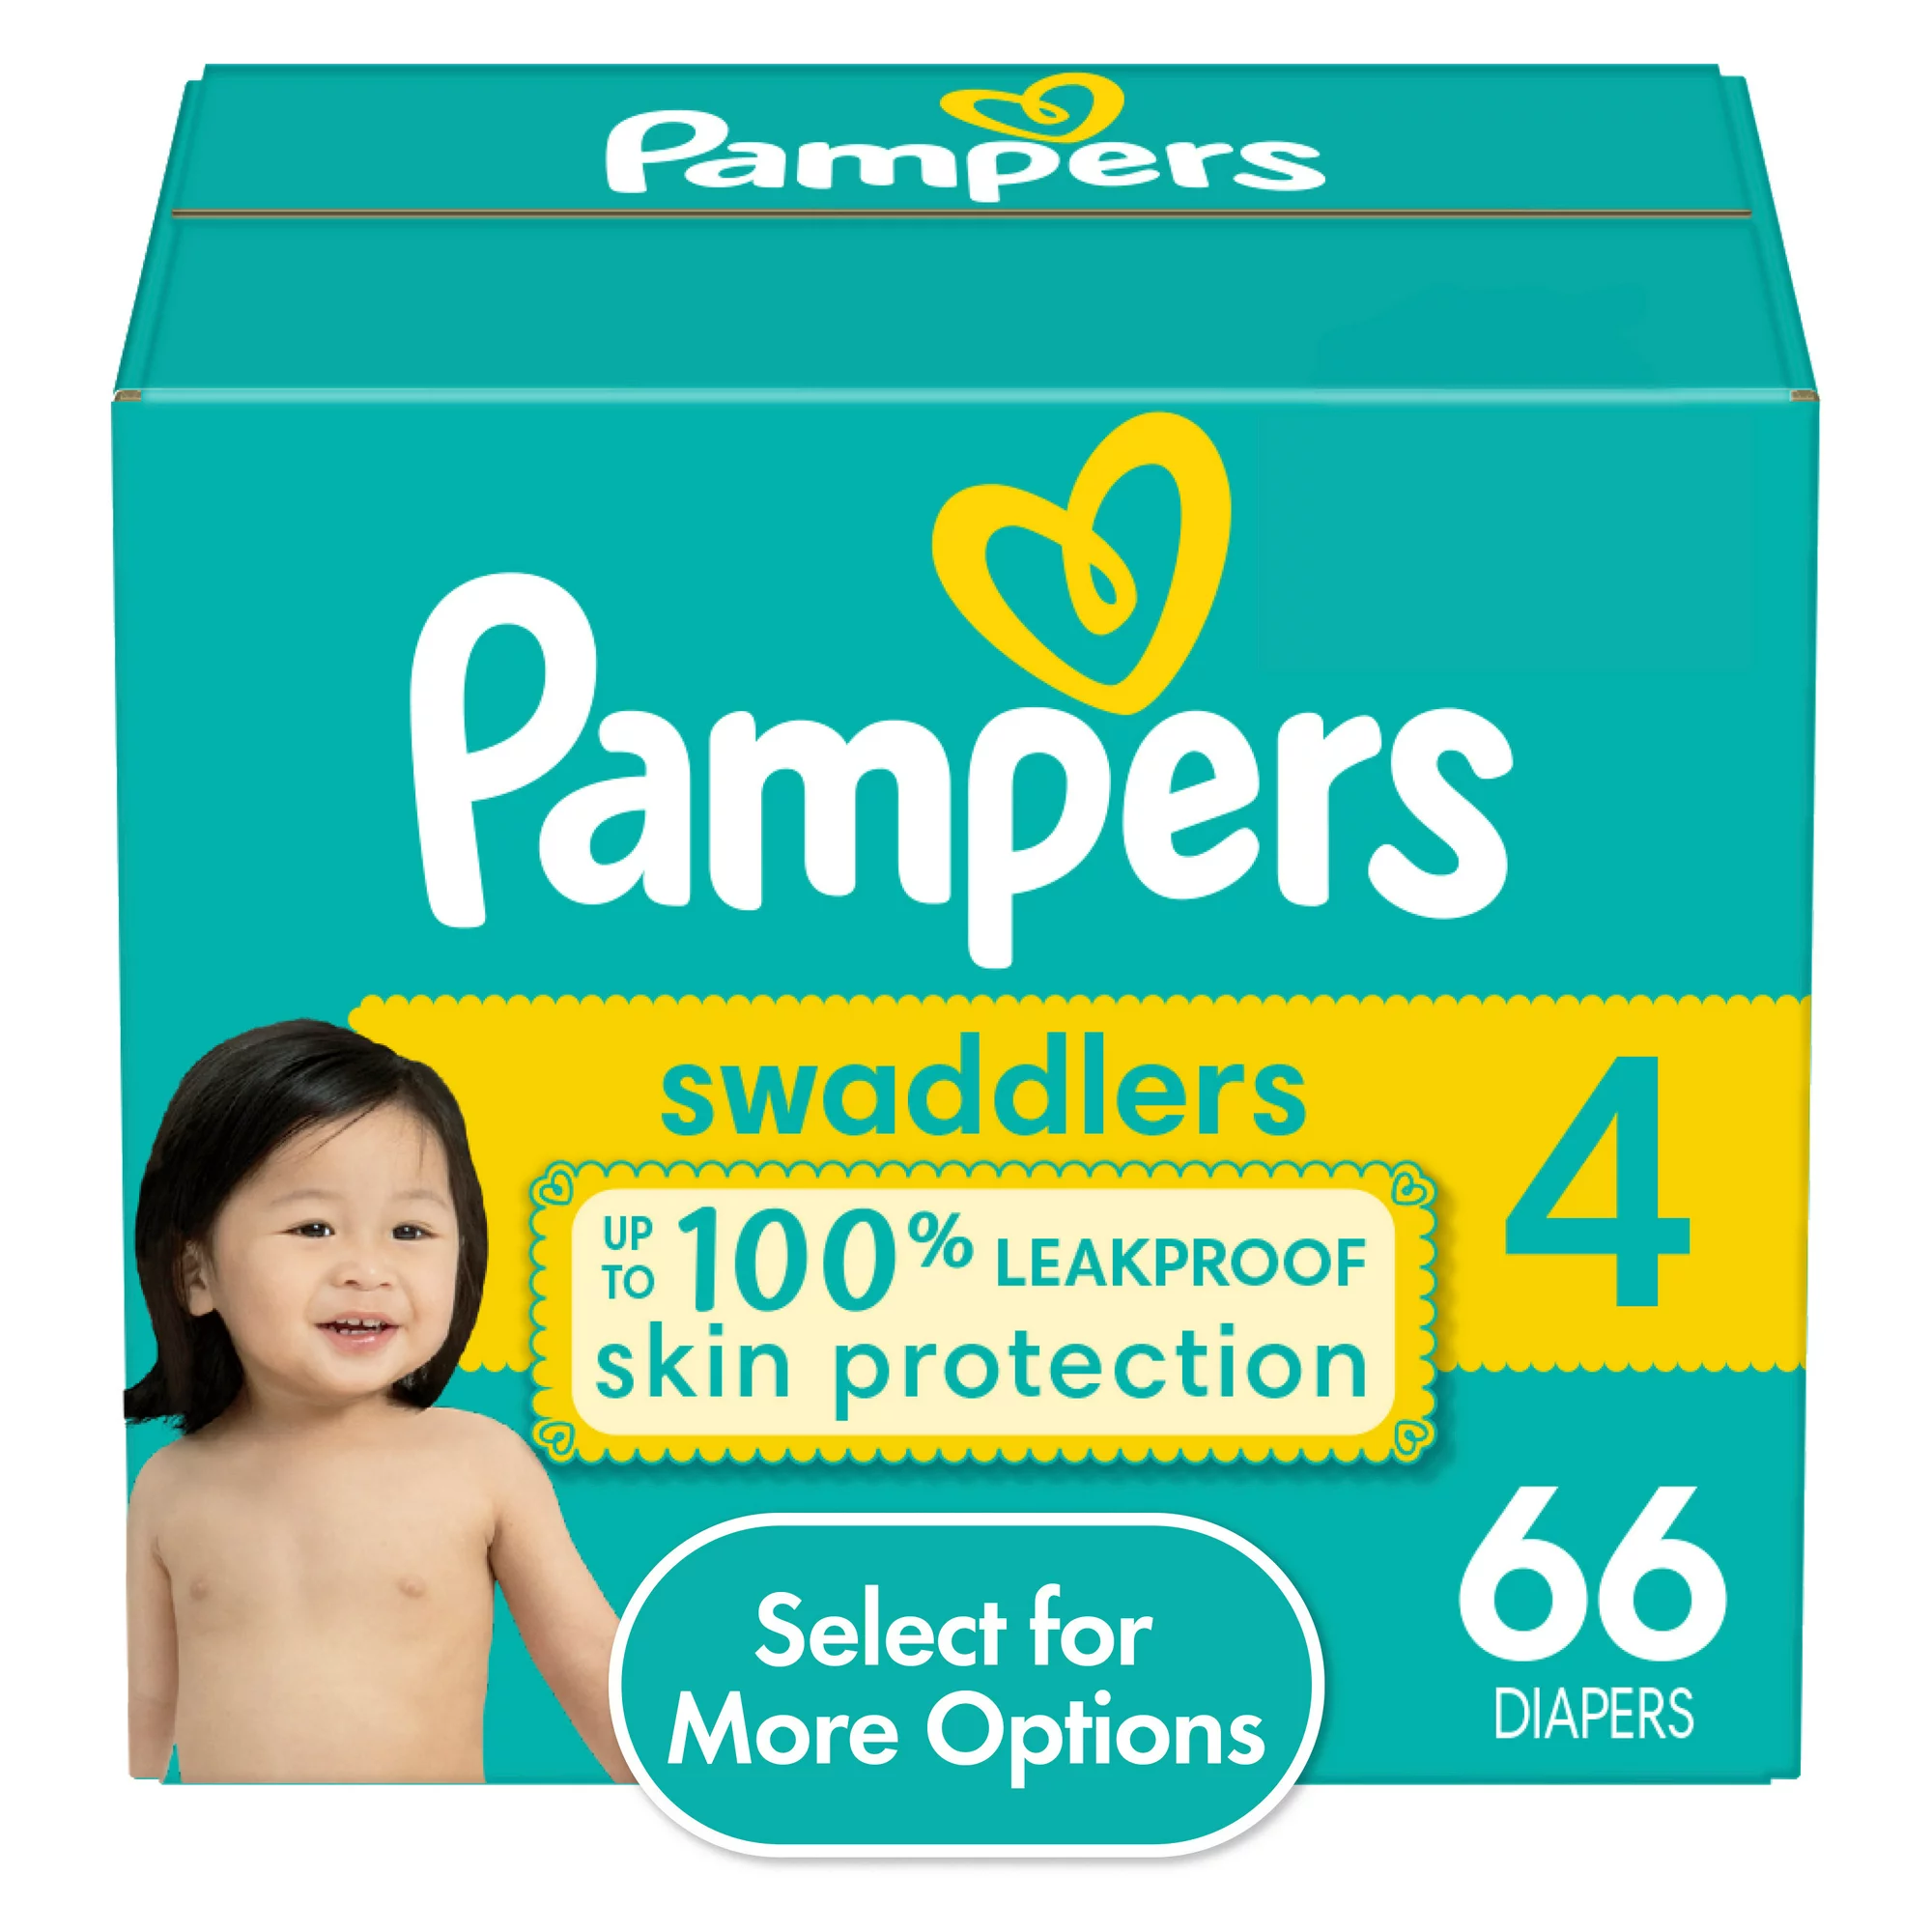 Pampers
Pampers
swaddlers
4
UP TO 100% LEAKPROOF
skin protection
66
DIAPERS
Select for
More Options